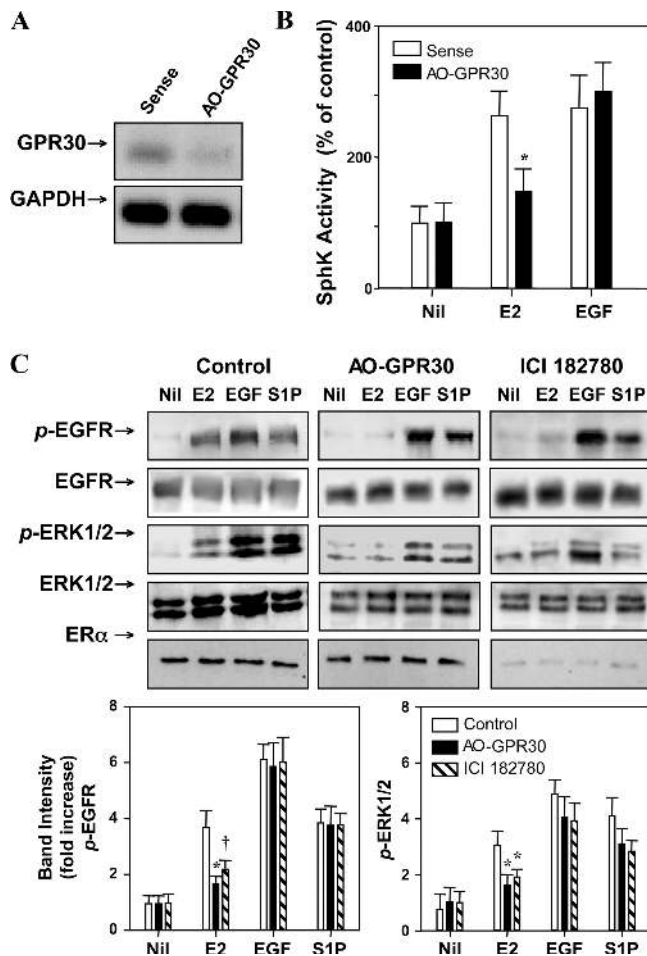 A
Sense AO-GPR30
GPR30→
GAPDH→
B
SphK Activity (% of control)
400
200
0
Sense
AO-GPR30
*
Nil E2 EGF
C
Control AO-GPR30 ICI 182780
Nil E2 EGF S1P Nil E2 EGF S1P Nil E2 EGF S1P
p-EGFR→
EGFR→
p-ERK1/2→
ERK1/2→
ERα→
Band Intensity
(fold increase)
p-EGFR
8
6
4
2
0
* †
Nil E2 EGF S1P
p-ERK1/2
8
6
4
2
0
Control
AO-GPR30
ICI 182780
* *
Nil E2 EGF S1P